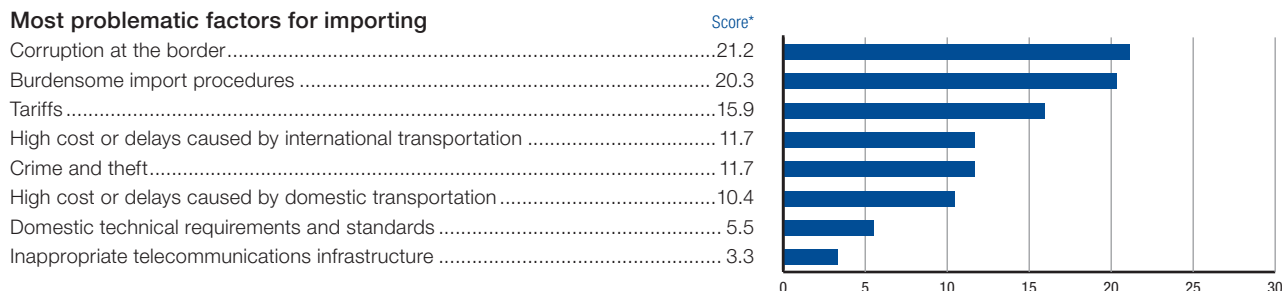 Most problematic factors for importing Score*
Corruption at the border...........................................................................................21.2
Burdensome import procedures ............................................................................. 20.3
Tariffs.........................................................................................................................15.9
High cost or delays caused by international transportation ................................... 11.7
Crime and theft......................................................................................................... 11.7
High cost or delays caused by domestic transportation........................................10.4
Domestic technical requirements and standards .................................................... 5.5
Inappropriate telecommunications infrastructure .................................................... 3.3
0 5 10 15 20 25 30